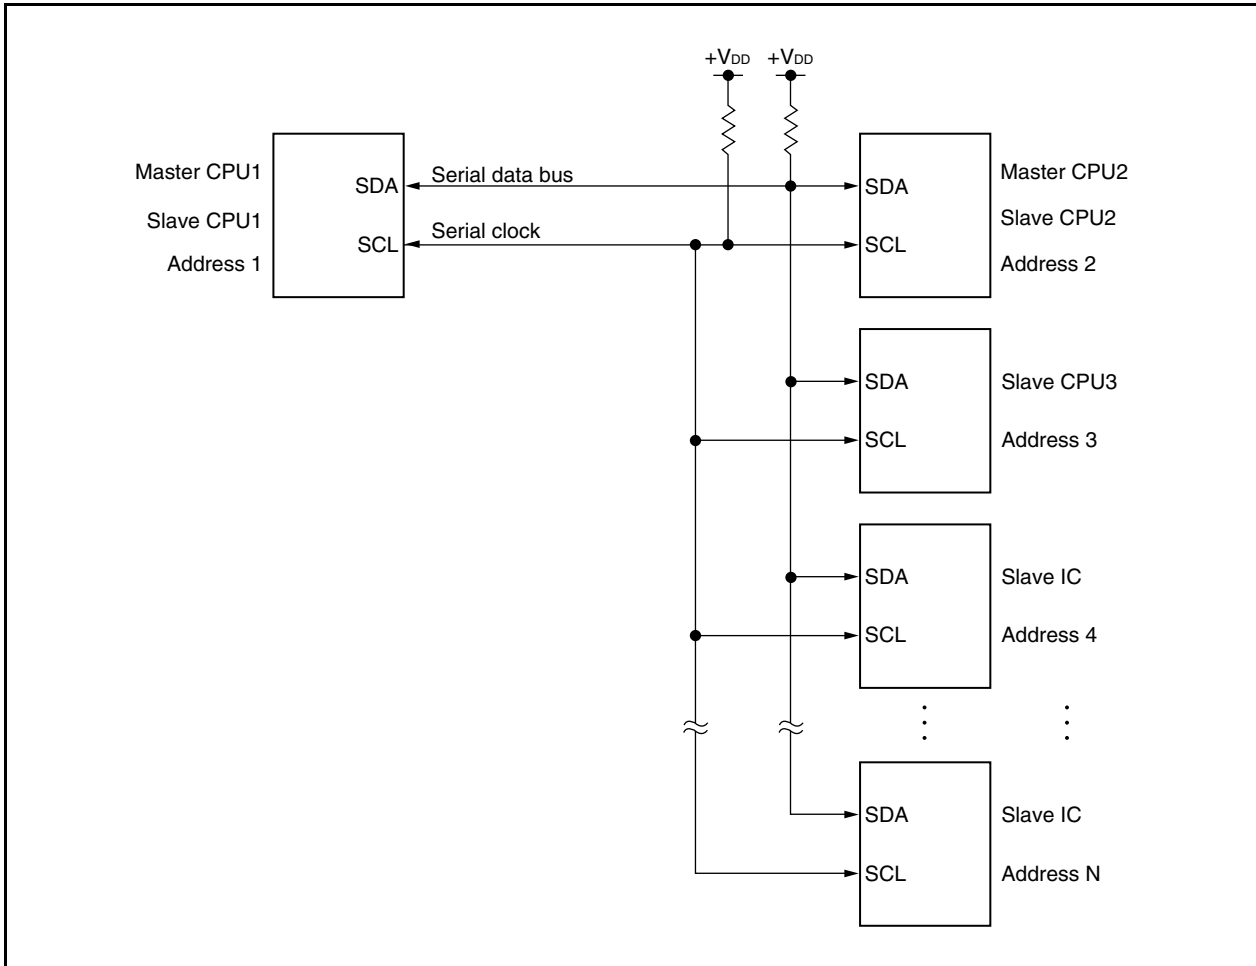 +VDD +VDD
Master CPU1
Slave CPU1
Address 1
SDA
SCL
Serial data bus
Serial clock
SDA
SCL
Master CPU2
Slave CPU2
Address 2
SDA
SCL
Slave CPU3
Address 3
SDA
SCL
Slave IC
Address 4
SDA
SCL
Slave IC
Address N